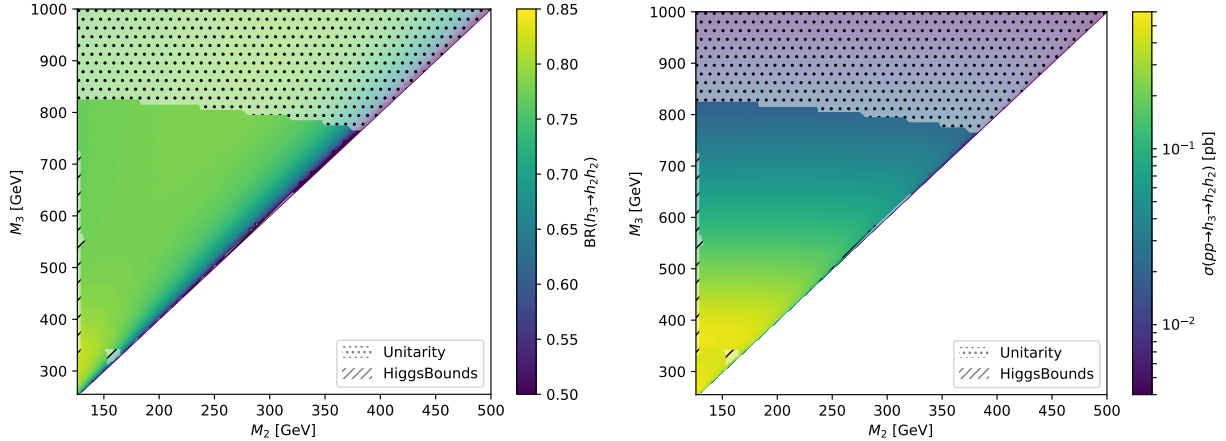 1000
900
800
700
600
500
400
300
M₃ [GeV]
150 200 250 300 350 400 450 500
M₂ [GeV]
Unitarity
HiggsBounds
0.85
0.80
0.75
0.70
0.65
0.60
0.55
0.50
BR(h₃→h₂h₂)
1000
900
800
700
600
500
400
300
M₃ [GeV]
150 200 250 300 350 400 450 500
M₂ [GeV]
Unitarity
HiggsBounds
10⁻¹
10⁻²
σ(pp→h₃→h₂h₂) [pb]